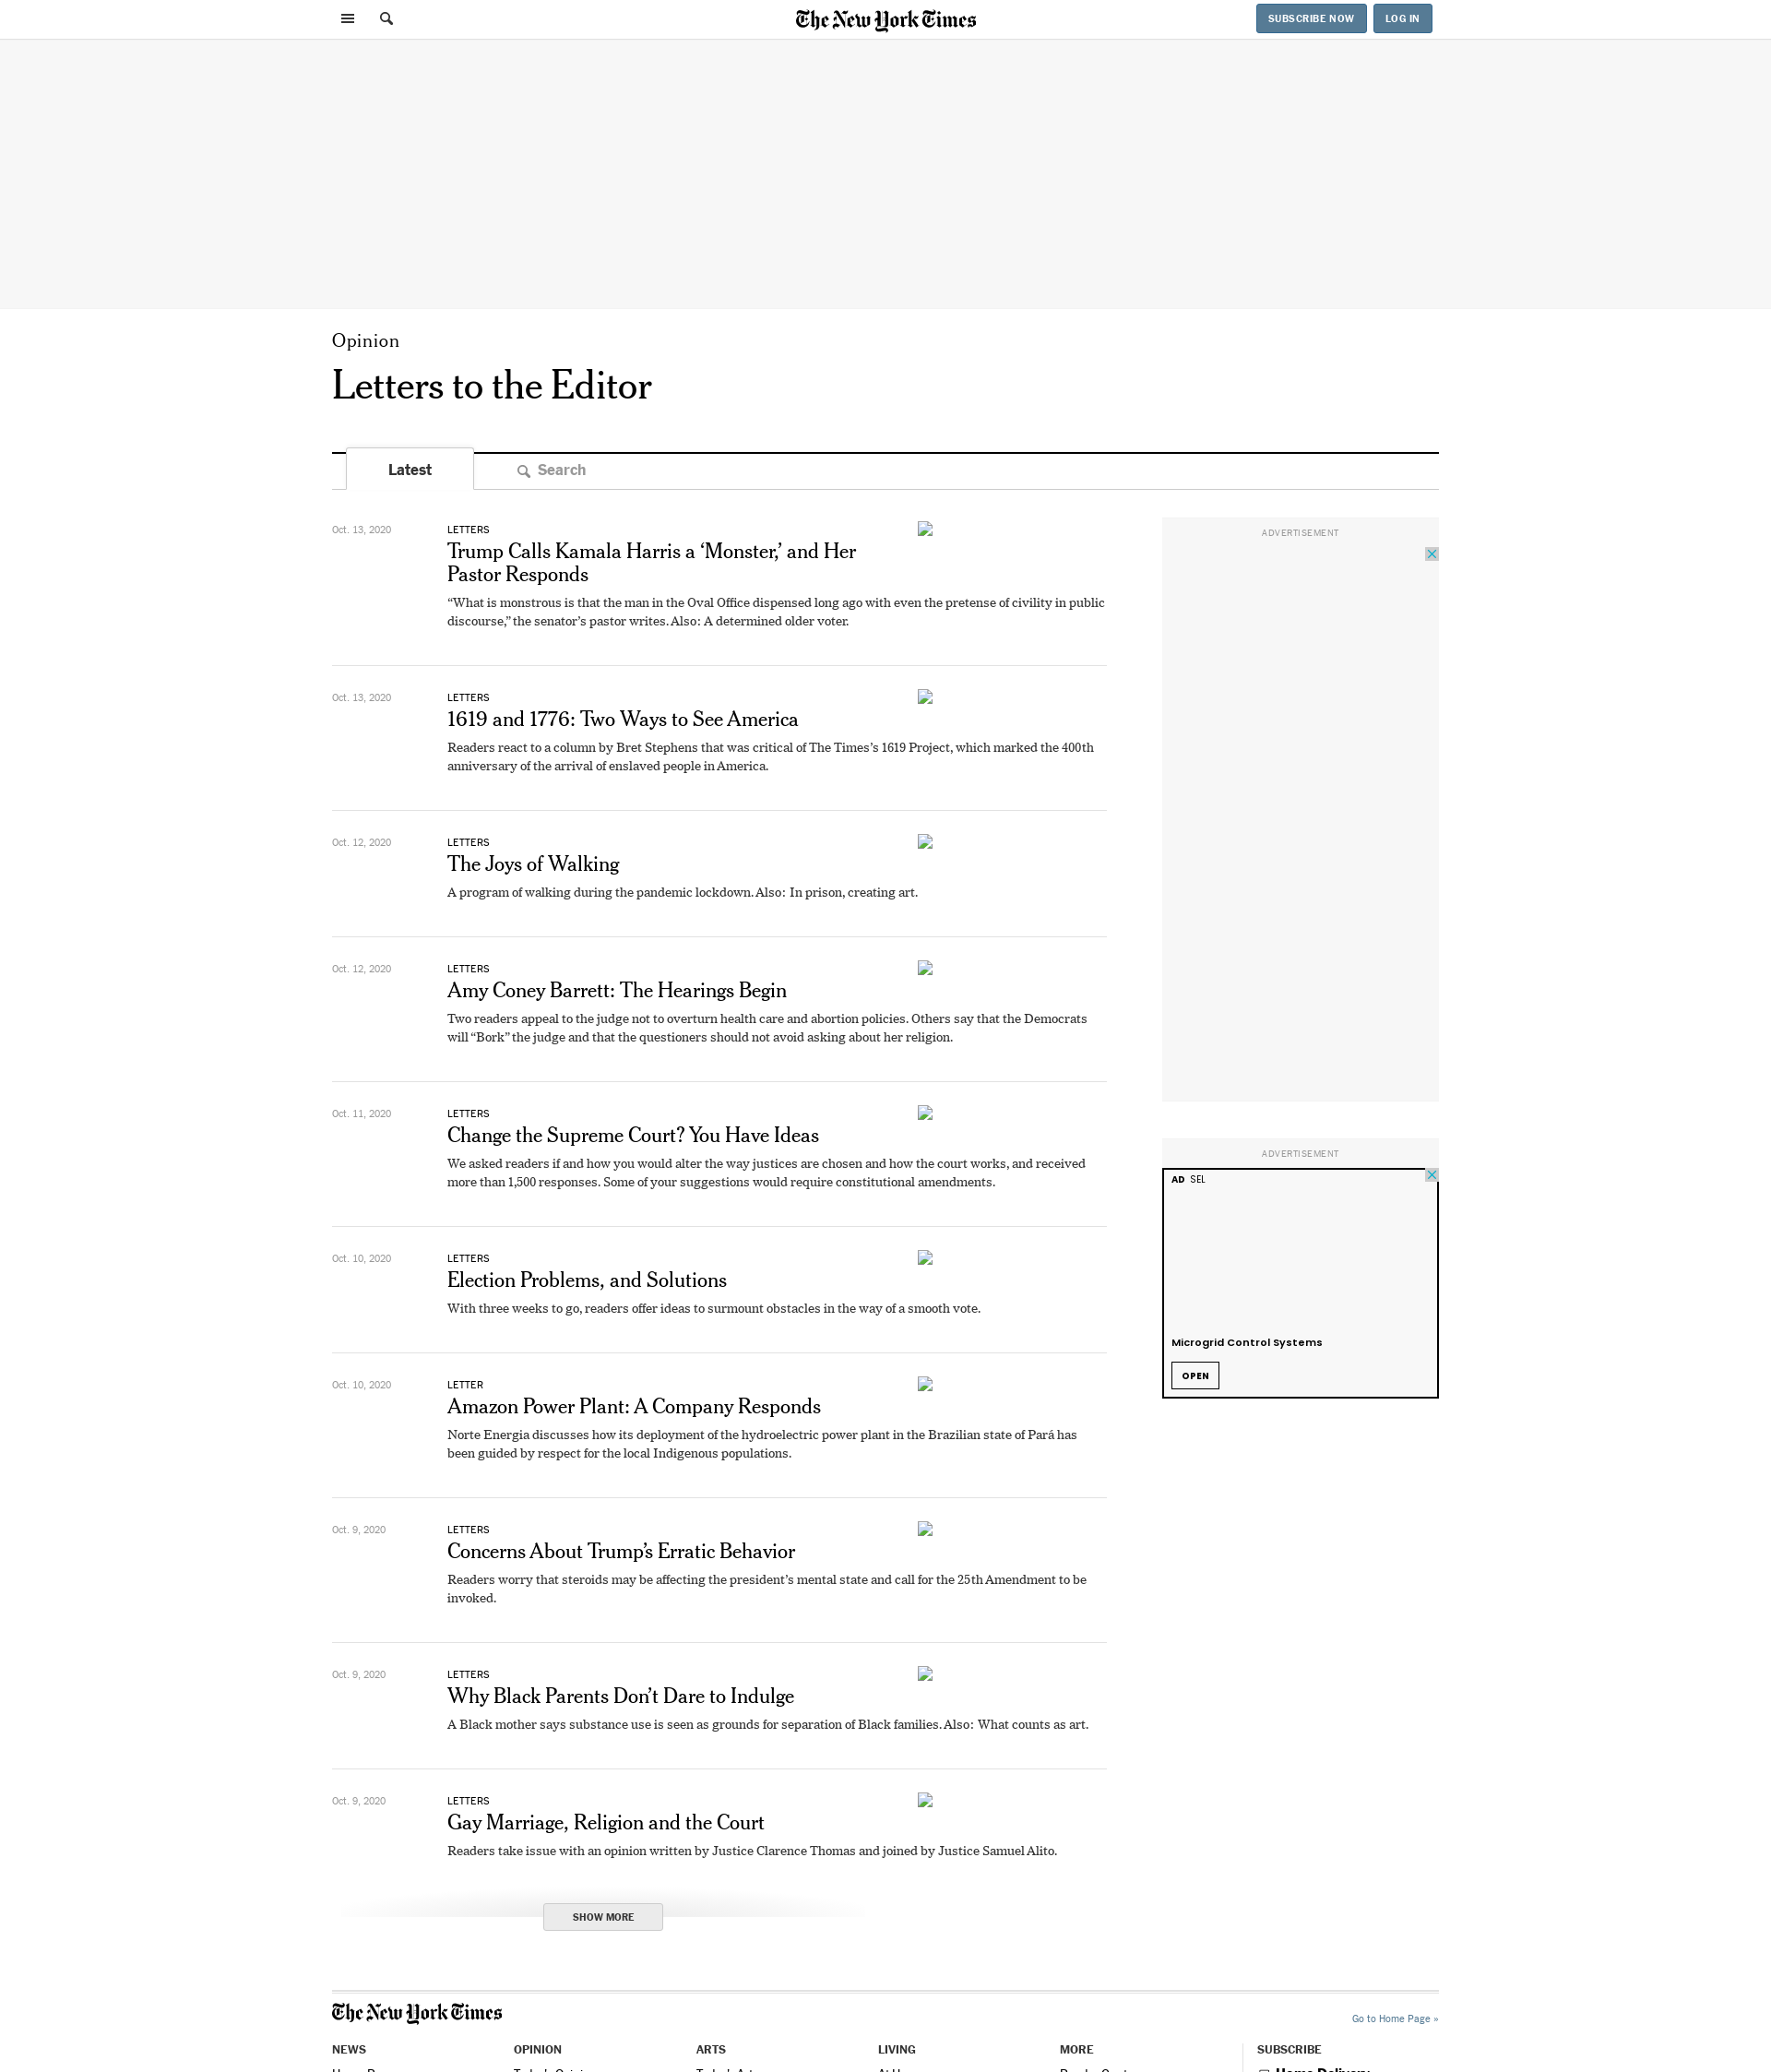 The New York Times
SUBSCRIBE NOW
LOG IN
Opinion
Letters to the Editor
Latest
Search
Oct. 13, 2020
LETTERS
Trump Calls Kamala Harris a ‘Monster,’ and Her
Pastor Responds
“What is monstrous is that the man in the Oval Office dispensed long ago with even the pretense of civility in public
discourse,” the senator’s pastor writes. Also: A determined older voter.
Oct. 13, 2020
LETTERS
1619 and 1776: Two Ways to See America
Readers react to a column by Bret Stephens that was critical of The Times’s 1619 Project, which marked the 400th
anniversary of the arrival of enslaved people in America.
Oct. 12, 2020
LETTERS
The Joys of Walking
A program of walking during the pandemic lockdown. Also: In prison, creating art.
Oct. 12, 2020
LETTERS
Amy Coney Barrett: The Hearings Begin
Two readers appeal to the judge not to overturn health care and abortion policies. Others say that the Democrats
will “Bork” the judge and that the questioners should not avoid asking about her religion.
Oct. 11, 2020
LETTERS
Change the Supreme Court? You Have Ideas
We asked readers if and how you would alter the way justices are chosen and how the court works, and received
more than 1,500 responses. Some of your suggestions would require constitutional amendments.
Oct. 10, 2020
LETTERS
Election Problems, and Solutions
With three weeks to go, readers offer ideas to surmount obstacles in the way of a smooth vote.
Oct. 10, 2020
LETTER
Amazon Power Plant: A Company Responds
Norte Energia discusses how its deployment of the hydroelectric power plant in the Brazilian state of Pará has
been guided by respect for the local Indigenous populations.
Oct. 9, 2020
LETTERS
Concerns About Trump’s Erratic Behavior
Readers worry that steroids may be affecting the president’s mental state and call for the 25th Amendment to be
invoked.
Oct. 9, 2020
LETTERS
Why Black Parents Don’t Dare to Indulge
A Black mother says substance use is seen as grounds for separation of Black families. Also: What counts as art.
Oct. 9, 2020
LETTERS
Gay Marriage, Religion and the Court
Readers take issue with an opinion written by Justice Clarence Thomas and joined by Justice Samuel Alito.
SHOW MORE
ADVERTISEMENT
ADVERTISEMENT
AD SEL
Microgrid Control Systems
OPEN
The New York Times
Go to Home Page »
NEWS
OPINION
ARTS
LIVING
MORE
SUBSCRIBE